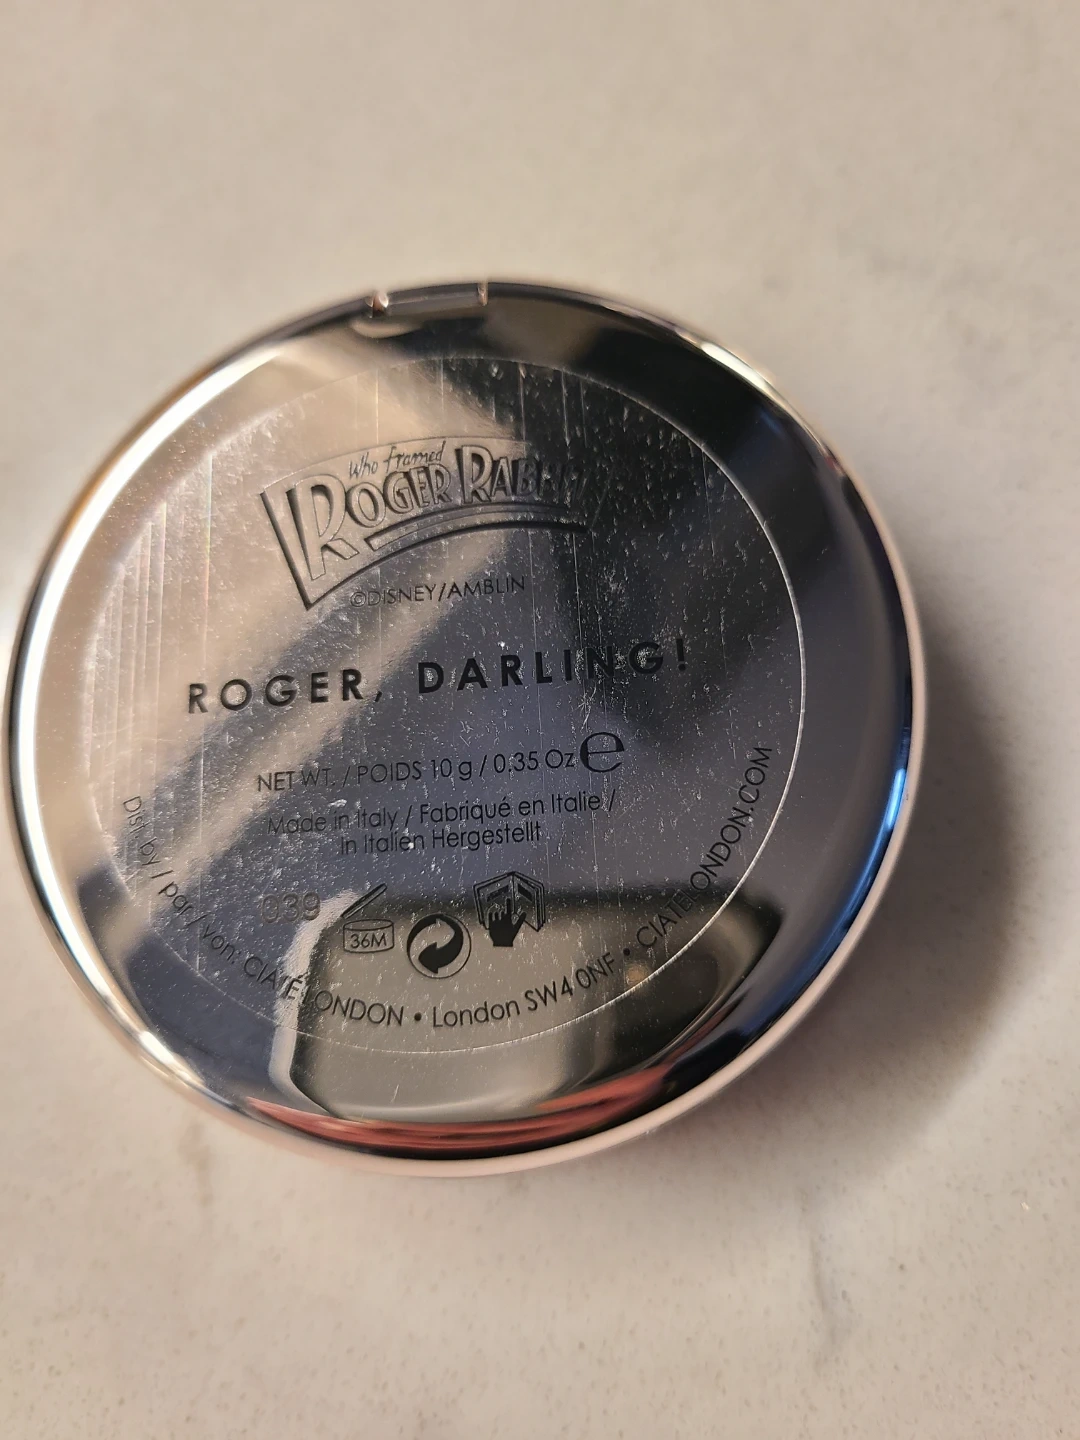 Who framed
ROGER RABBIT
©DISNEY/AMBLIN
ROGER, DARLING!
NET WT. / POIDS 10 g / 0.35 Oz e
Made in Italy / Fabriqué en Italie /
In Italien Hergestellt
039
36M
Dist. by / par / von: CIATÉ LONDON • London SW4 0NF • CIATELONDON.COM